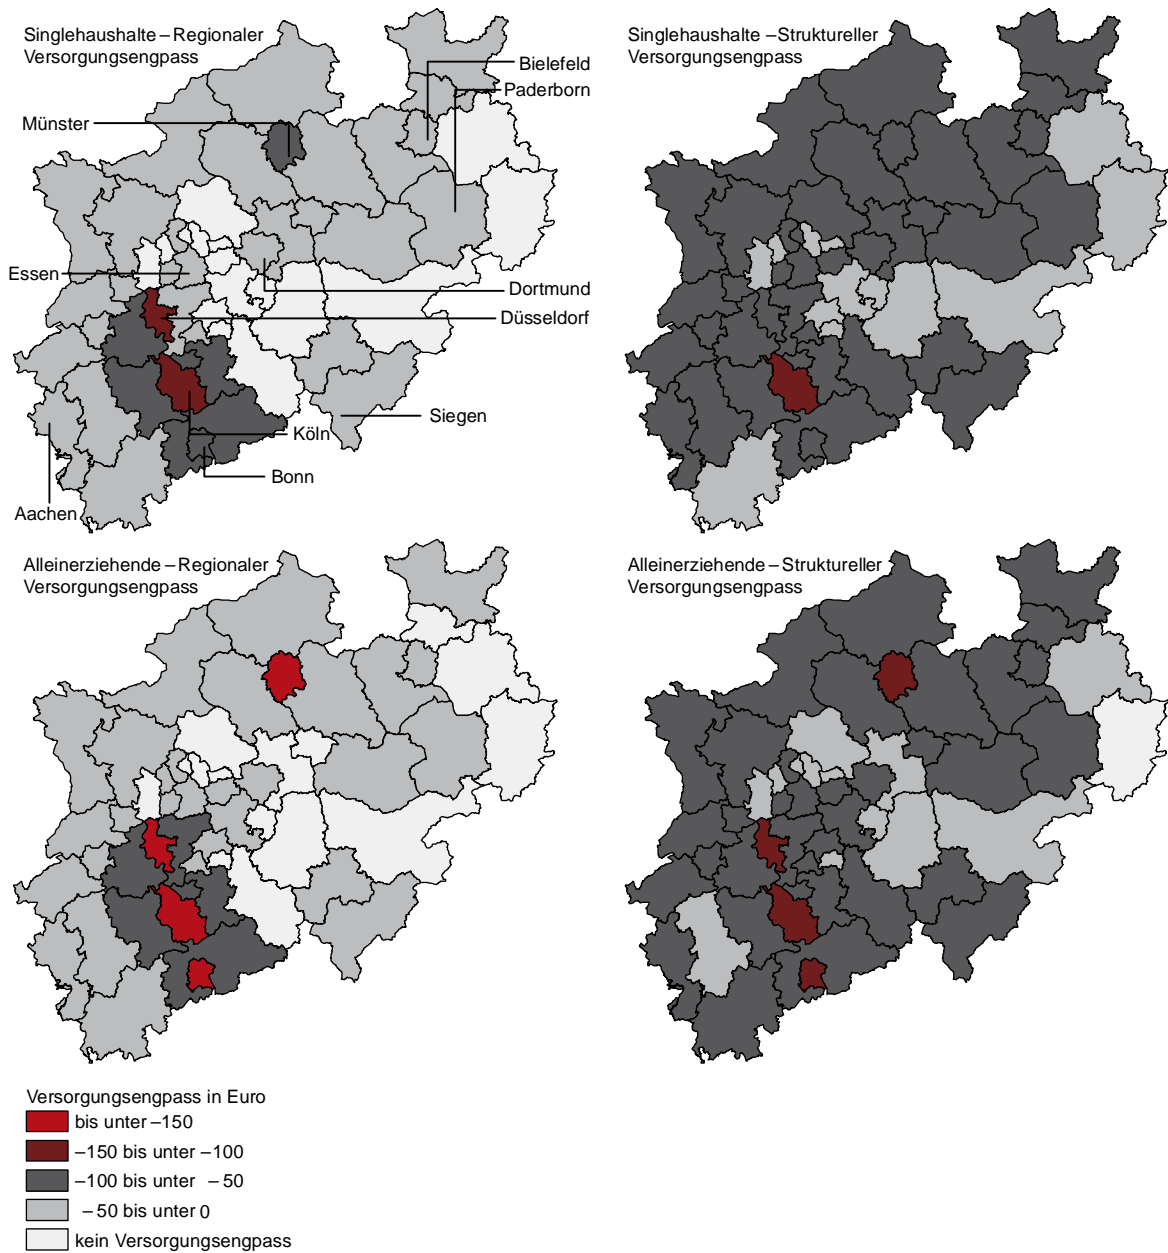 Singlehaushalte – Regionaler
Versorgungsengpass
Singlehaushalte – Struktureller
Versorgungsengpass
Bielefeld
Paderborn
Münster
Essen
Dortmund
Düsseldorf
Siegen
Köln
Bonn
Aachen
Alleinerziehende – Regionaler
Versorgungsengpass
Alleinerziehende – Struktureller
Versorgungsengpass
Versorgungsengpass in Euro
bis unter –150
–150 bis unter –100
–100 bis unter –50
–50 bis unter 0
kein Versorgungsengpass